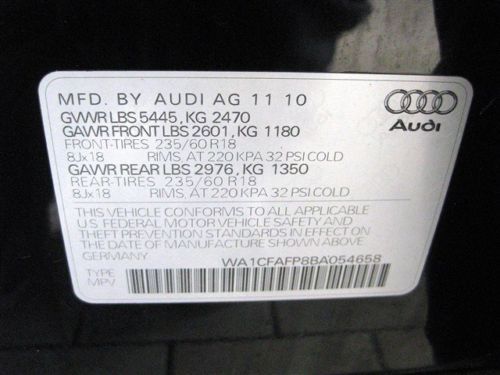 MFD. BY AUDI AG 11 10
GVWR LBS 5445, KG 2470
GAWR FRONT LBS 2601, KG 1180
FRONT-TIRES 235/60 R18
8Jx18 RIMS, AT 220 KPA 32 PSI COLD
GAWR REAR LBS 2976, KG 1350
REAR-TIRES 235/60 R18
8Jx18 RIMS, AT 220 KPA 32 PSI COLD
THIS VEHICLE CONFORMS TO ALL APPLICABLE
U.S. FEDERAL MOTOR VEHICLE SAFETY AND
THEFT PREVENTION STANDARDS IN EFFECT ON
THE DATE OF MANUFACTURE SHOWN ABOVE.
WA1CFAFP8BA054658
TYPE
MPV
Audi